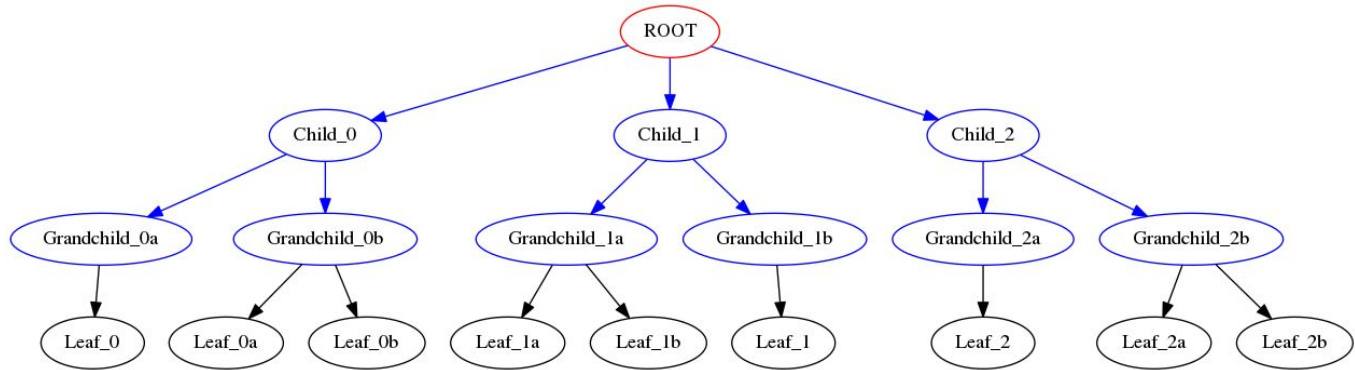 ROOT
Child_0
Child_1
Child_2
Grandchild_0a
Grandchild_0b
Grandchild_1a
Grandchild_1b
Grandchild_2a
Grandchild_2b
Leaf_0
Leaf_0a
Leaf_0b
Leaf_1a
Leaf_1b
Leaf_1
Leaf_2
Leaf_2a
Leaf_2b